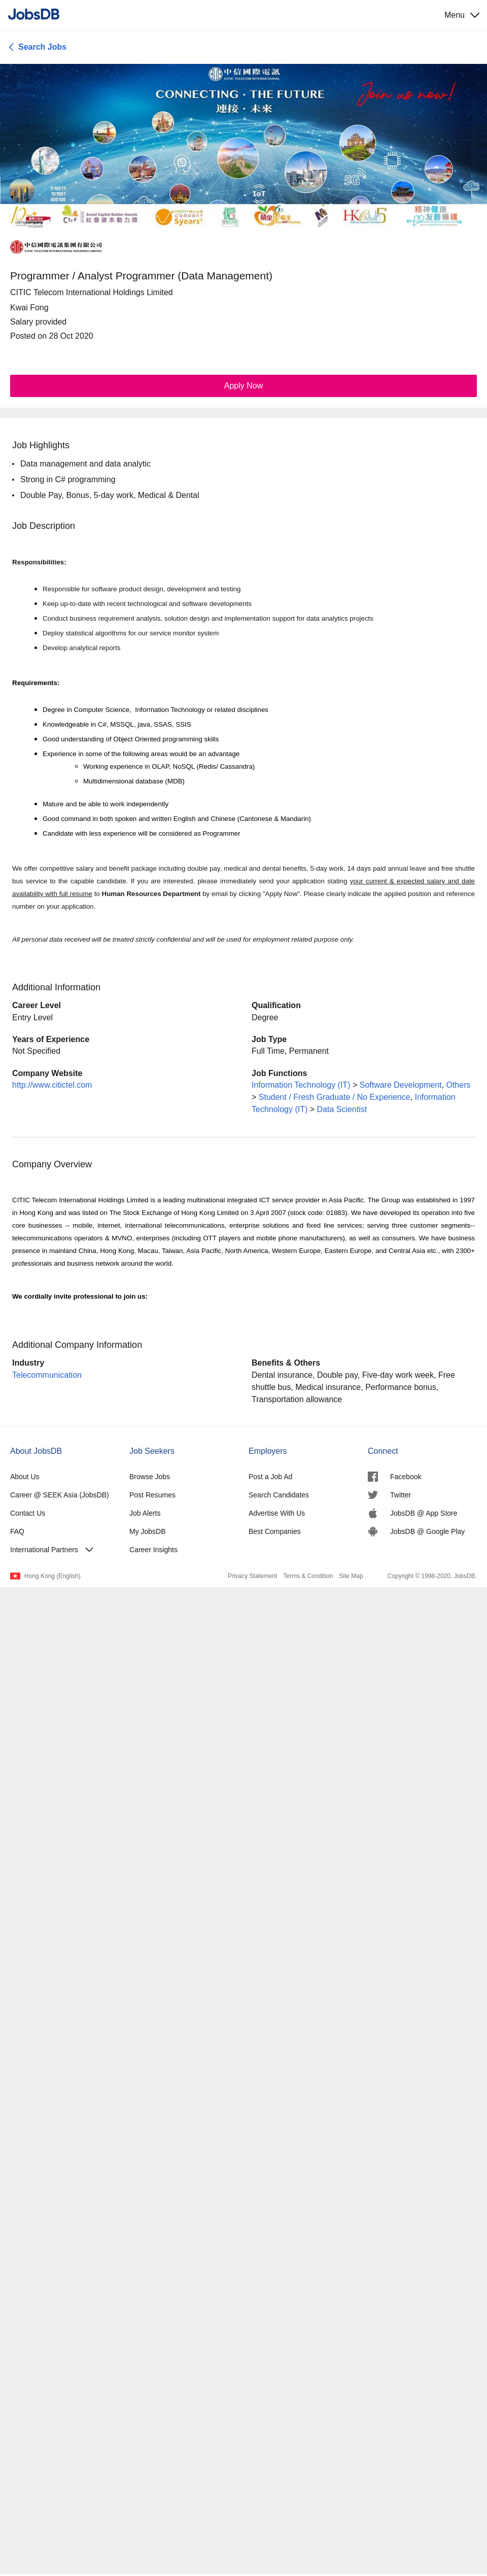 JobsDB
Menu
Search Jobs
中信國際電訊
CITIC TELECOM INTERNATIONAL
CONNECTING · THE FUTURE
連接 · 未來
Join us now!
IoT
5G
Social Capital Builder Awards
社會資本動力獎
5years+
精神健康
友善機構
中信國際電訊集團有限公司
CITIC TELECOM INTERNATIONAL HOLDINGS LIMITED
Programmer / Analyst Programmer (Data Management)
CITIC Telecom International Holdings Limited
Kwai Fong
Salary provided
Posted on 28 Oct 2020
Apply Now
Job Highlights
• Data management and data analytic
• Strong in C# programming
• Double Pay, Bonus, 5-day work, Medical & Dental
Job Description
Responsibilities:
• Responsible for software product design, development and testing
• Keep up-to-date with recent technological and software developments
• Conduct business requirement analysis, solution design and implementation support for data analytics projects
• Deploy statistical algorithms for our service monitor system
• Develop analytical reports
Requirements:
• Degree in Computer Science,  Information Technology or related disciplines
• Knowledgeable in C#, MSSQL, java, SSAS, SSIS
• Good understanding of Object Oriented programming skills
• Experience in some of the following areas would be an advantage
◦ Working experience in OLAP, NoSQL (Redis/ Cassandra)
◦ Multidimensional database (MDB)
• Mature and be able to work independently
• Good command in both spoken and written English and Chinese (Cantonese & Mandarin)
• Candidate with less experience will be considered as Programmer
We offer competitive salary and benefit package including double pay, medical and dental benefits, 5-day work, 14 days paid annual leave and free shuttle
bus service to the capable candidate. If you are interested, please immediately send your application stating your current & expected salary and date
availability with full resume to Human Resources Department by email by clicking "Apply Now". Please clearly indicate the applied position and reference
number on your application.
All personal data received will be treated strictly confidential and will be used for employment related purpose only.
Additional Information
Career Level
Entry Level
Qualification
Degree
Years of Experience
Not Specified
Job Type
Full Time, Permanent
Company Website
http://www.citictel.com
Job Functions
Information Technology (IT) > Software Development, Others
> Student / Fresh Graduate / No Experience, Information
Technology (IT) > Data Scientist
Company Overview
CITIC Telecom International Holdings Limited is a leading multinational integrated ICT service provider in Asia Pacific. The Group was established in 1997
in Hong Kong and was listed on The Stock Exchange of Hong Kong Limited on 3 April 2007 (stock code: 01883). We have developed its operation into five
core businesses -- mobile, internet, international telecommunications, enterprise solutions and fixed line services; serving three customer segments--
telecommunications operators & MVNO, enterprises (including OTT players and mobile phone manufacturers), as well as consumers. We have business
presence in mainland China, Hong Kong, Macau, Taiwan, Asia Pacific, North America, Western Europe, Eastern Europe, and Central Asia etc., with 2300+
professionals and business network around the world.
We cordially invite professional to join us:
Additional Company Information
Industry
Telecommunication
Benefits & Others
Dental insurance, Double pay, Five-day work week, Free
shuttle bus, Medical insurance, Performance bonus,
Transportation allowance
About JobsDB
About Us
Career @ SEEK Asia (JobsDB)
Contact Us
FAQ
International Partners
Job Seekers
Browse Jobs
Post Resumes
Job Alerts
My JobsDB
Career Insights
Employers
Post a Job Ad
Search Candidates
Advertise With Us
Best Companies
Connect
Facebook
Twitter
JobsDB @ App Store
JobsDB @ Google Play
Hong Kong (English)
Privacy Statement
Terms & Condition
Site Map
Copyright © 1998-2020, JobsDB.